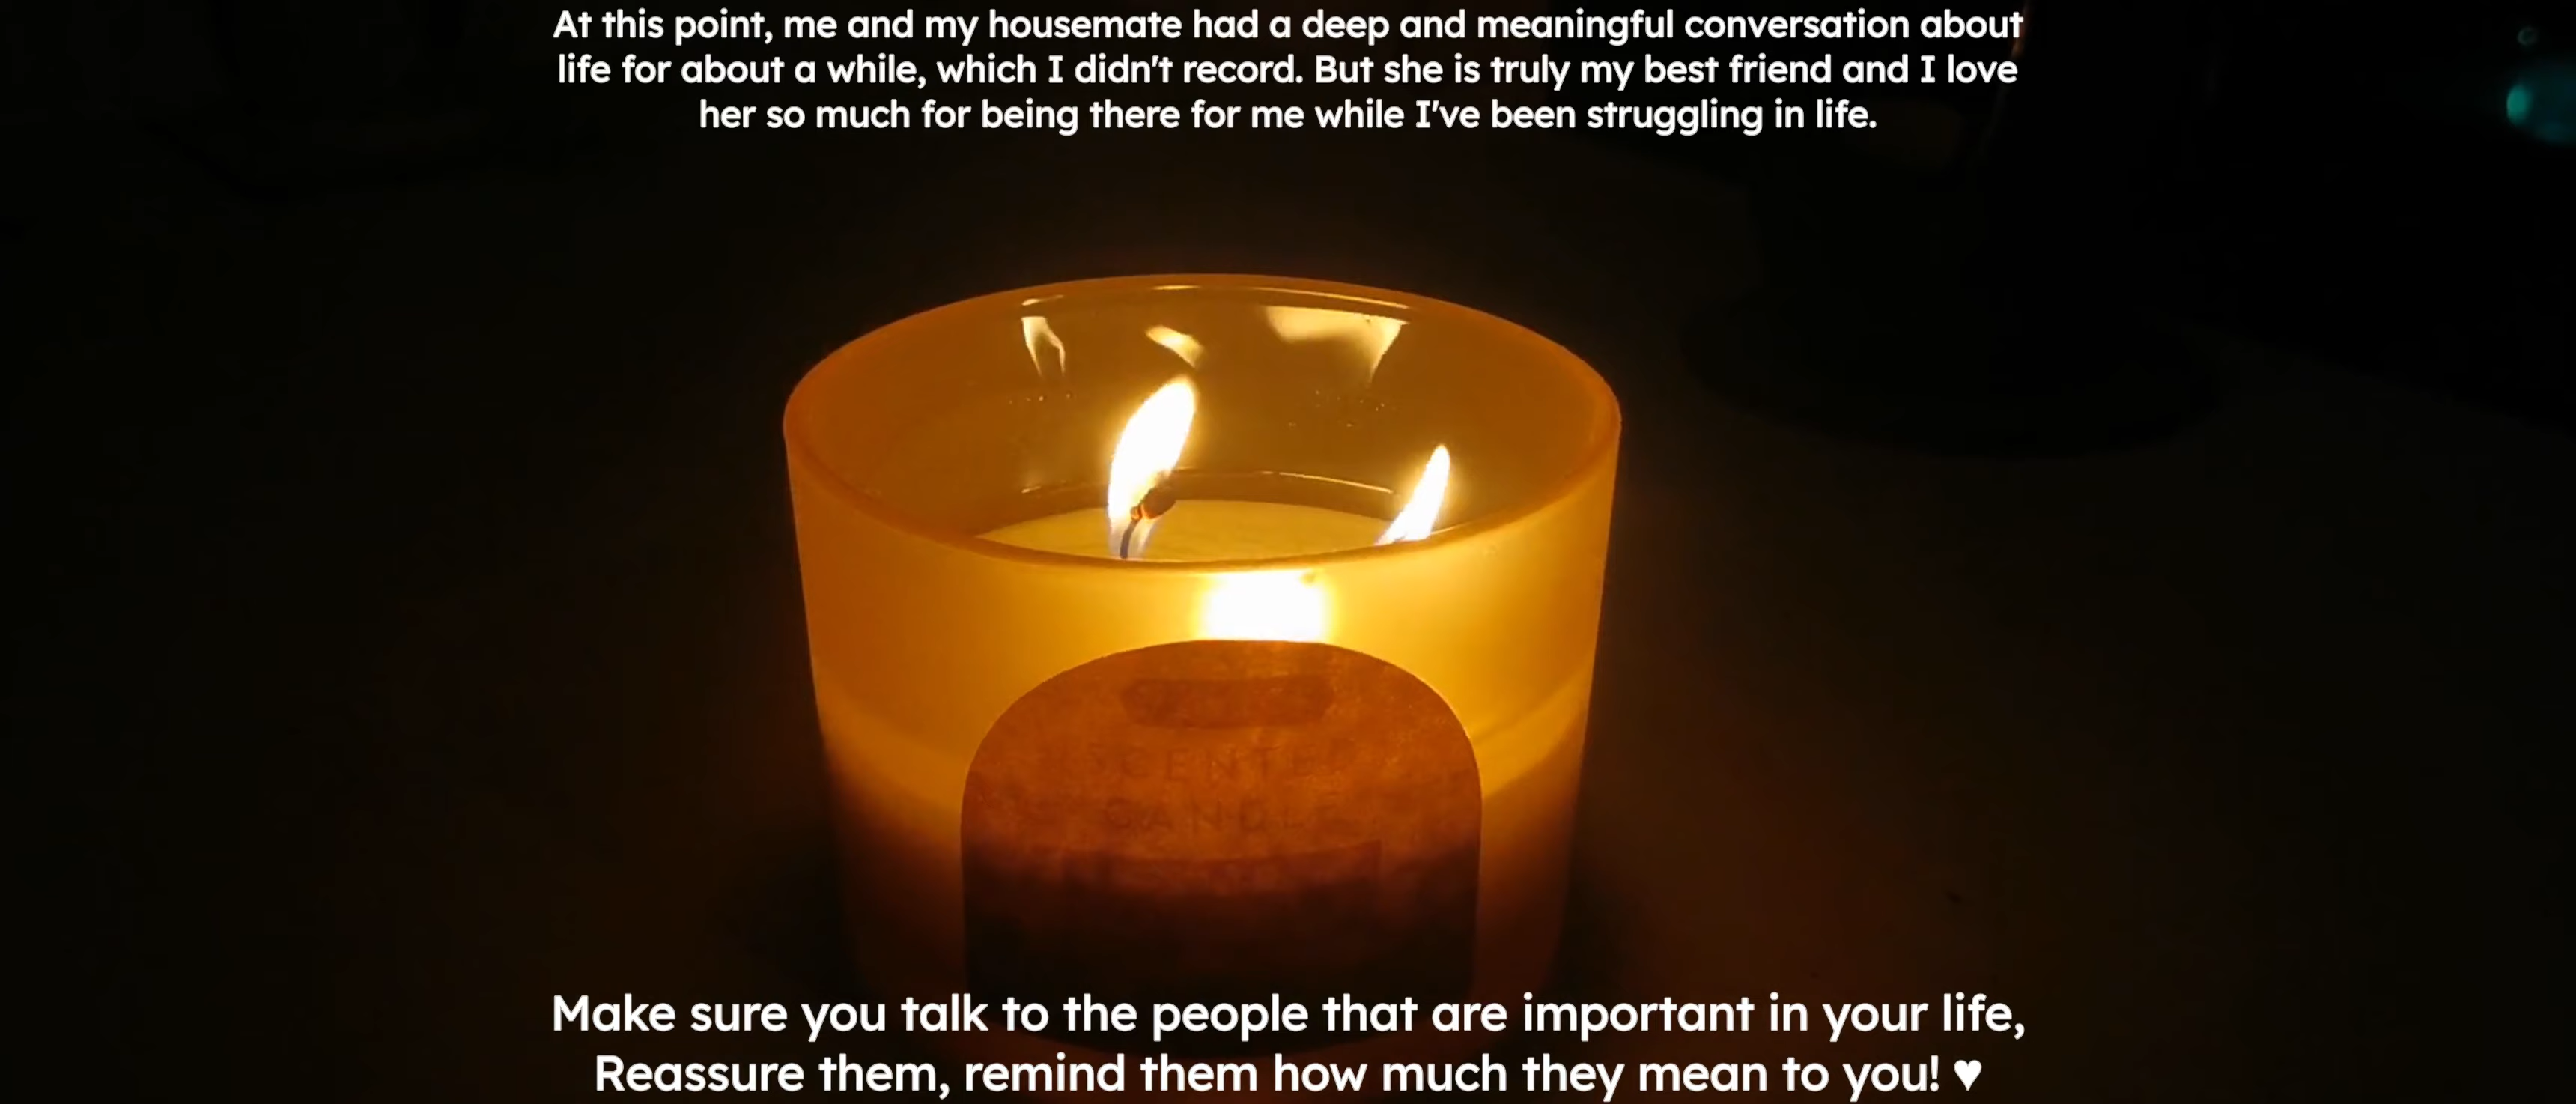 At this point, me and my housemate had a deep and meaningful conversation about
life for about a while, which I didn't record. But she is truly my best friend and I love
her so much for being there for me while I've been struggling in life.
SCENTED
CANDLE
Make sure you talk to the people that are important in your life,
Reassure them, remind them how much they mean to you! ♥